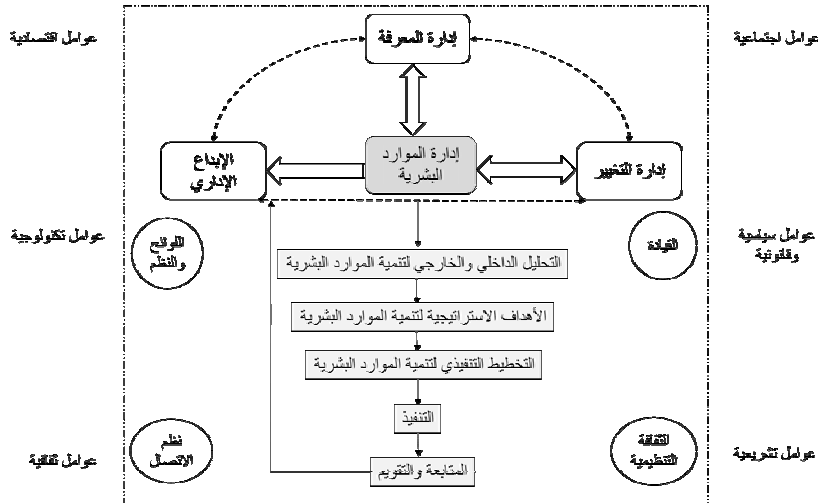 إدارة المعرفة
عوامل اجتماعية
عوامل اقتصادية
إدارة التغيير
إدارة الموارد
البشرية
الإبداع
الإداري
عوامل سياسية
وقانونية
القيادة
اللوائح
والنظم
عوامل تكنولوجية
التحليل الداخلي والخارجي لتنمية الموارد البشرية
الأهداف الاستراتيجية لتنمية الموارد البشرية
التخطيط التنفيذي لتنمية الموارد البشرية
التنفيذ
المتابعة والتقويم
عوامل تشريعية
الثقافة
التنظيمية
نظم
الاتصال
عوامل ثقافية